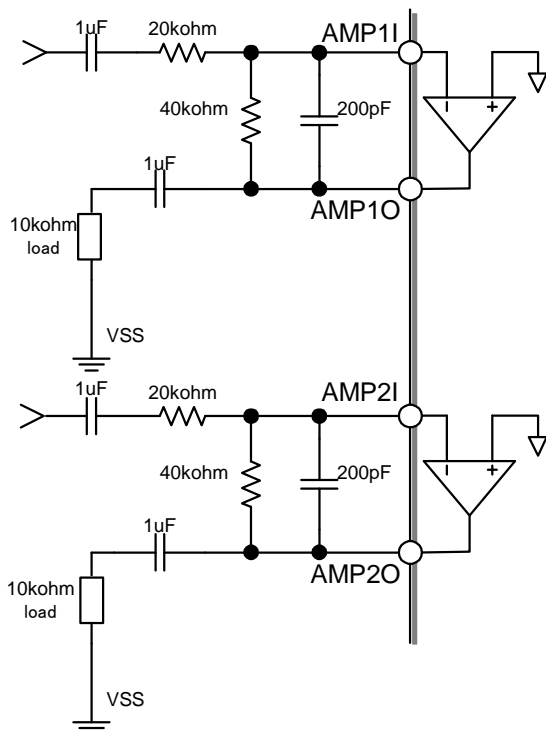 1uF
20kohm
AMP1I
40kohm
200pF
1uF
AMP1O
10kohm
load
VSS
1uF
20kohm
AMP2I
40kohm
200pF
1uF
AMP2O
10kohm
load
VSS